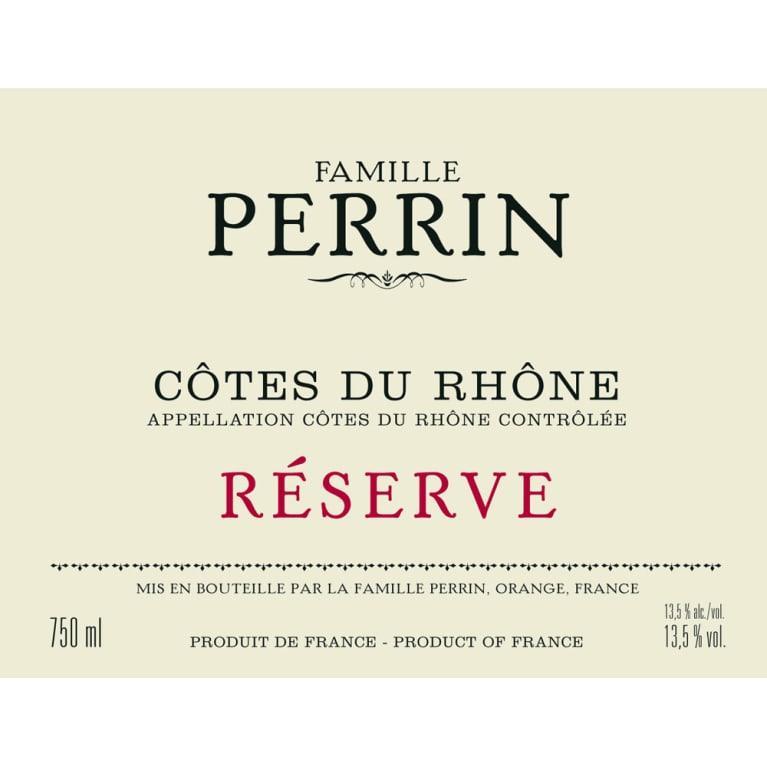 FAMILLE
PERRIN
CÔTES DU RHÔNE
APPELLATION CÔTES DU RHÔNE CONTRÔLÉE
RÉSERVE
MIS EN BOUTEILLE PAR LA FAMILLE PERRIN, ORANGE, FRANCE
13,5 % alc./vol.
750 ml PRODUIT DE FRANCE - PRODUCT OF FRANCE 13,5 % vol.